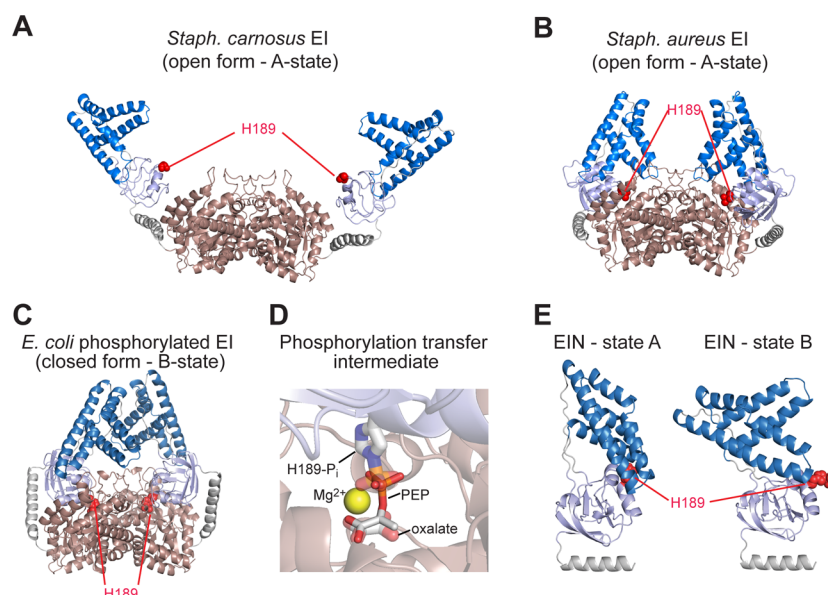 A
Staph. carnosus EI
(open form - A-state)
H189
B
Staph. aureus EI
(open form - A-state)
H189
C
E. coli phosphorylated EI
(closed form - B-state)
H189
D
Phosphorylation transfer
intermediate
H189-Pi
Mg2+
PEP
oxalate
E
EIN - state A
EIN - state B
H189